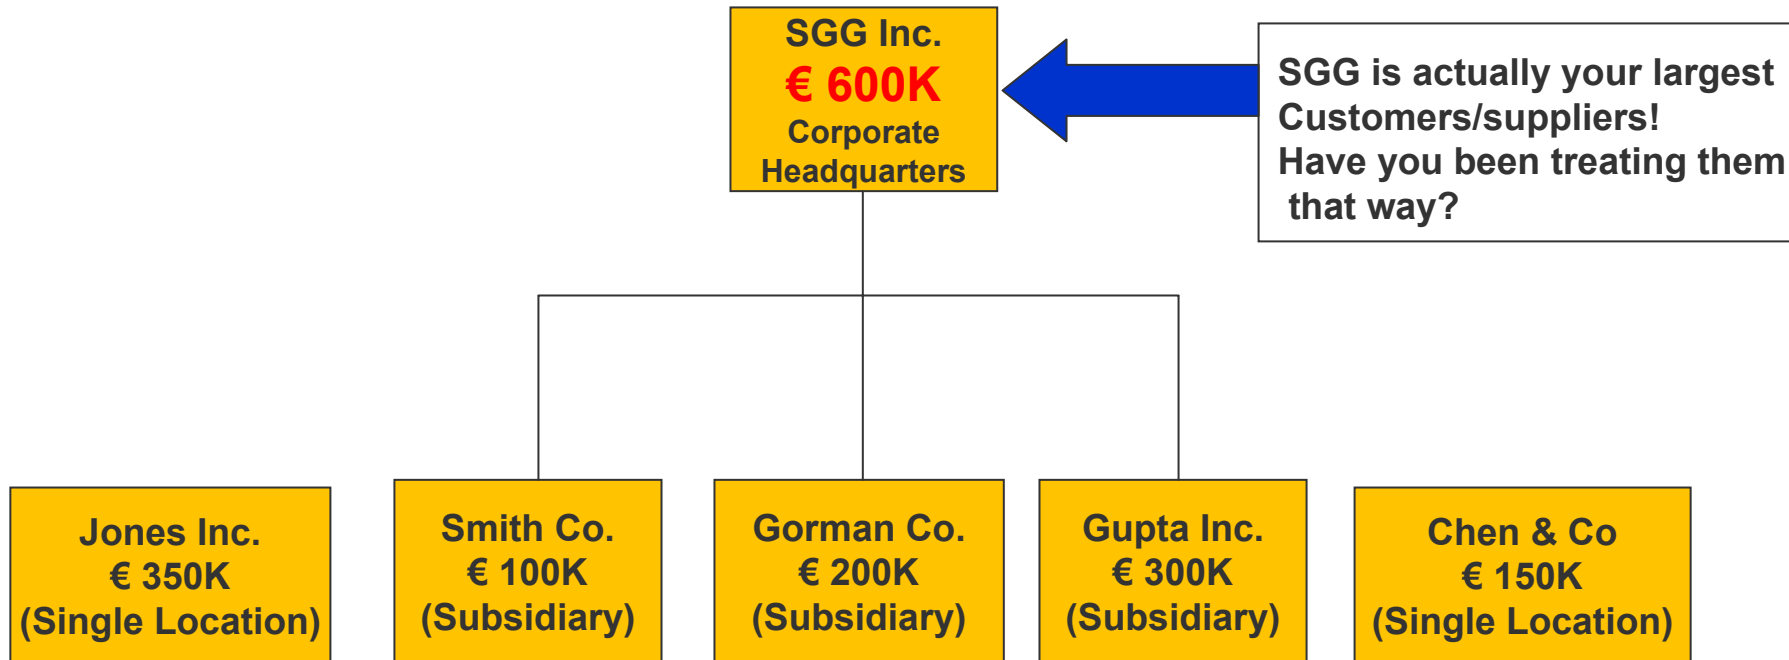 SGG Inc.
€ 600K
Corporate
Headquarters
SGG is actually your largest
Customers/suppliers!
Have you been treating them
that way?
Jones Inc.
€ 350K
(Single Location)
Smith Co.
€ 100K
(Subsidiary)
Gorman Co.
€ 200K
(Subsidiary)
Gupta Inc.
€ 300K
(Subsidiary)
Chen & Co
€ 150K
(Single Location)